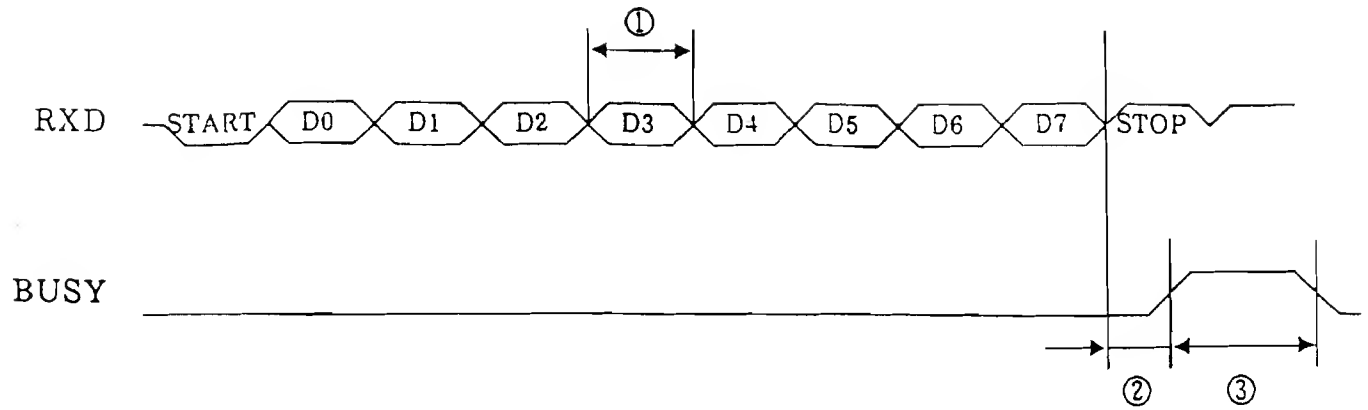 ①
RXD START D0 D1 D2 D3 D4 D5 D6 D7 STOP
BUSY
② ③